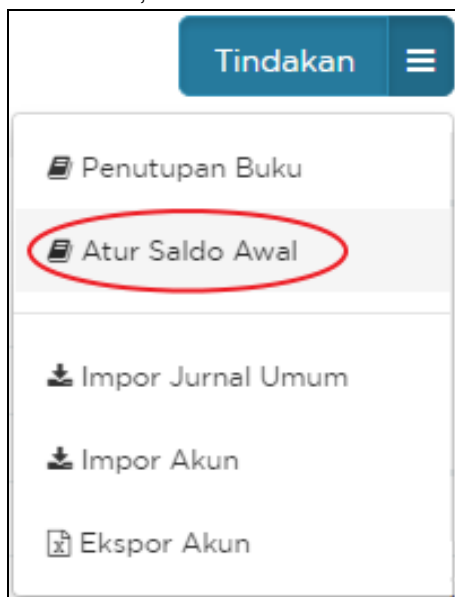 Tindakan
Penutupan Buku
Atur Saldo Awal
Impor Jurnal Umum
Impor Akun
Ekspor Akun